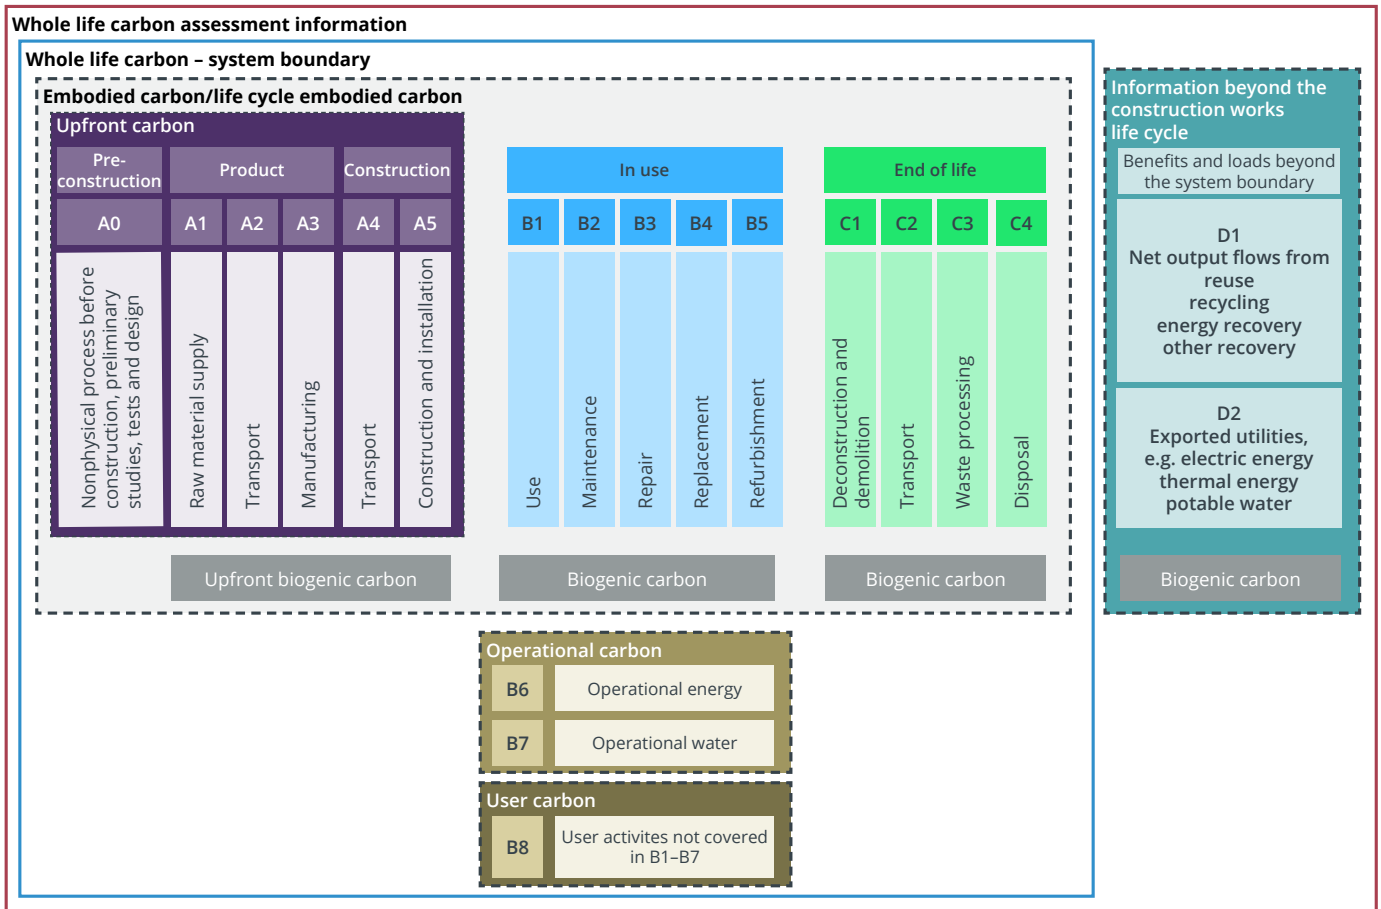 Whole life carbon assessment information
Whole life carbon – system boundary
Embodied carbon/life cycle embodied carbon
Upfront carbon
Pre-
construction
Product
Construction
A0
A1
A2
A3
A4
A5
Nonphysical process before
construction, preliminary
studies, tests and design
Raw material supply
Transport
Manufacturing
Transport
Construction and installation
Upfront biogenic carbon
In use
B1
B2
B3
B4
B5
Use
Maintenance
Repair
Replacement
Refurbishment
Biogenic carbon
End of life
C1
C2
C3
C4
Deconstruction and
demolition
Transport
Waste processing
Disposal
Biogenic carbon
Operational carbon
B6
Operational energy
B7
Operational water
User carbon
B8
User activites not covered
in B1–B7
Information beyond the
construction works
life cycle
Benefits and loads beyond
the system boundary
D1
Net output flows from
reuse
recycling
energy recovery
other recovery
D2
Exported utilities,
e.g. electric energy
thermal energy
potable water
Biogenic carbon